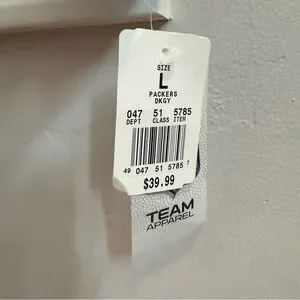 SIZE
L
PACKERS
DKGY
047 51 5785
DEPT CLASS ITEM
49 047 51 5785 7
$39.99
TEAM
APPAREL